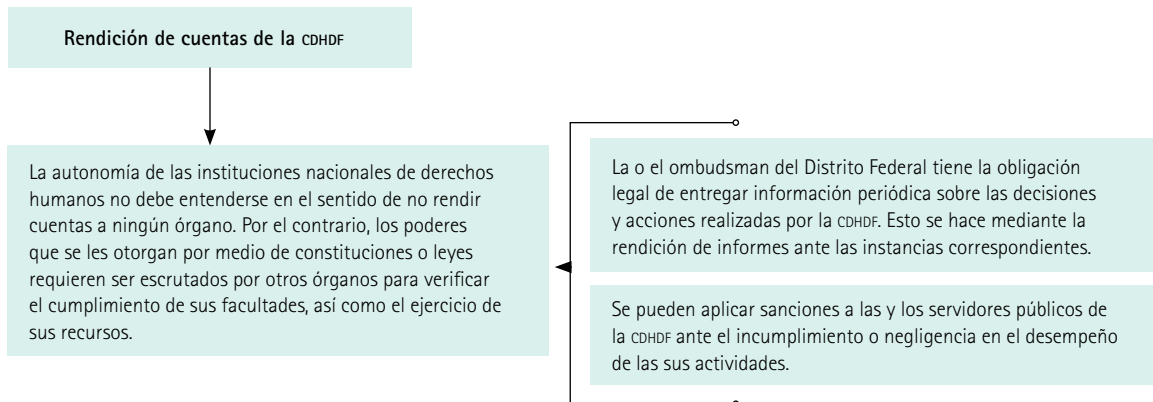 Rendición de cuentas de la CDHDF
La autonomía de las instituciones nacionales de derechos
humanos no debe entenderse en el sentido de no rendir
cuentas a ningún órgano. Por el contrario, los poderes
que se les otorgan por medio de constituciones o leyes
requieren ser escrutados por otros órganos para verificar
el cumplimiento de sus facultades, así como el ejercicio de
sus recursos.
La o el ombudsman del Distrito Federal tiene la obligación
legal de entregar información periódica sobre las decisiones
y acciones realizadas por la CDHDF. Esto se hace mediante la
rendición de informes ante las instancias correspondientes.
Se pueden aplicar sanciones a las y los servidores públicos de
la CDHDF ante el incumplimiento o negligencia en el desempeño
de las sus actividades.